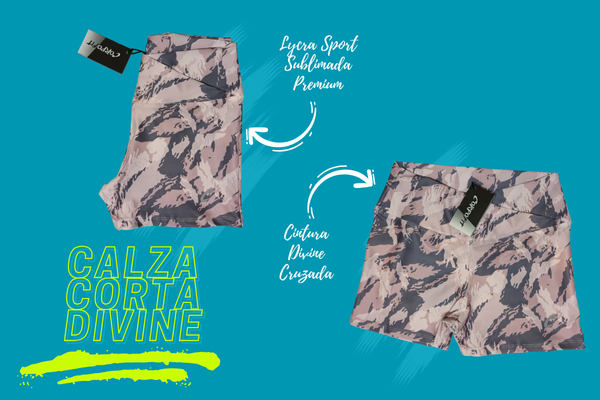 Lycra Sport
Sublimada
Premium
Cintura
Divine
Cruzada
CALZA
CORTA
DIVINE